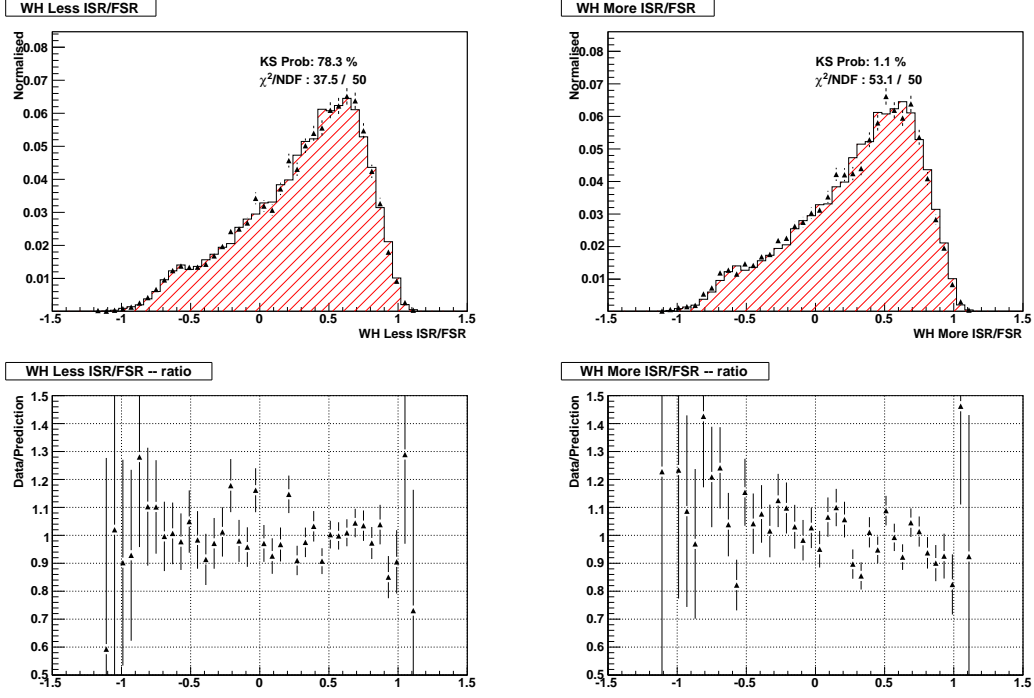 WH Less ISR/FSR
Normalised
0.08
0.07
0.06
0.05
0.04
0.03
0.02
0.01
KS Prob: 78.3 %
χ²/NDF : 37.5 / 50
-1.5 -1 -0.5 0 0.5 1 1.5
WH Less ISR/FSR
WH More ISR/FSR
Normalised
0.08
0.07
0.06
0.05
0.04
0.03
0.02
0.01
KS Prob: 1.1 %
χ²/NDF : 53.1 / 50
-1.5 -1 -0.5 0 0.5 1 1.5
WH More ISR/FSR
WH Less ISR/FSR -- ratio
Data/Prediction
1.5
1.4
1.3
1.2
1.1
1
0.9
0.8
0.7
0.6
0.5
-1.5 -1 -0.5 0 0.5 1 1.5
WH More ISR/FSR -- ratio
Data/Prediction
1.5
1.4
1.3
1.2
1.1
1
0.9
0.8
0.7
0.6
0.5
-1.5 -1 -0.5 0 0.5 1 1.5